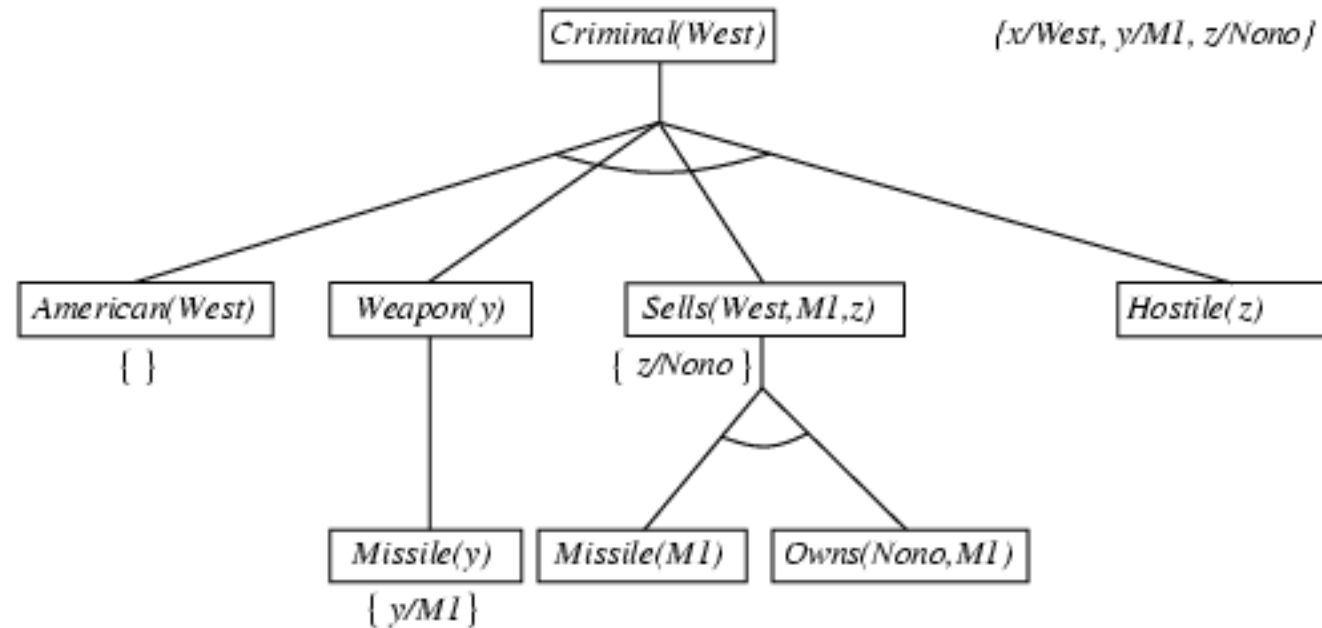 Criminal(West)
{x/West, y/M1, z/Nono}
American(West)
Weapon(y)
Sells(West,M1,z)
Hostile(z)
{ }
{ z/Nono }
Missile(y)
Missile(M1)
Owns(Nono,M1)
{ y/M1}